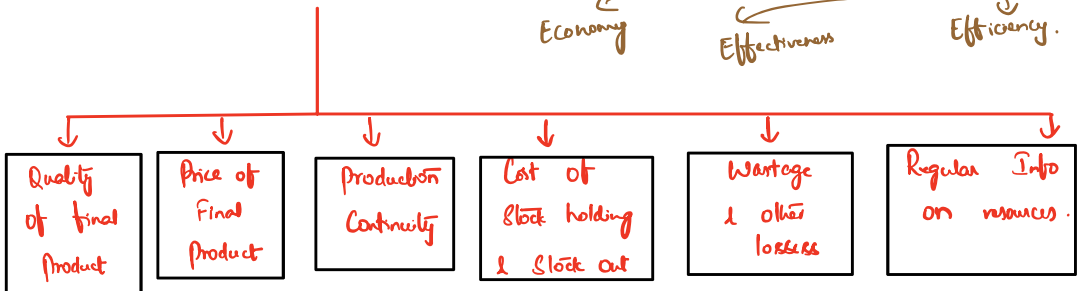 Economy
Effectiveness
Efficiency.
Quality
of final
Product
Price of
Final
Product
Production
Continuity
Cost of
Stock holding
& Stock out
Wastage
& other
lossess
Regular Info
on resources.